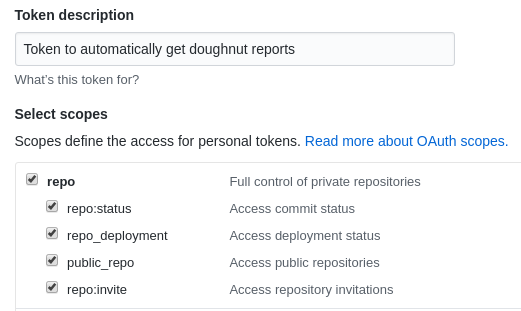 Token description
Token to automatically get doughnut reports
What's this token for?
Select scopes
Scopes define the access for personal tokens. Read more about OAuth scopes.
repo Full control of private repositories
repo:status Access commit status
repo_deployment Access deployment status
public_repo Access public repositories
repo:invite Access repository invitations